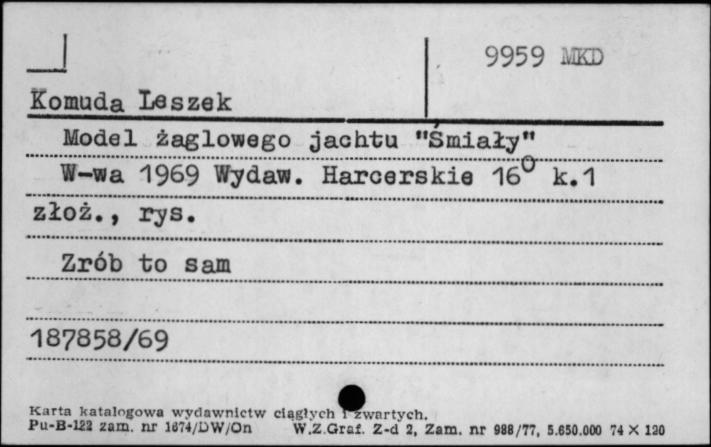 9959 MKD
Komuda Leszek
Model żaglowego jachtu "Śmiały"
W-wa 1969 Wydaw. Harcerskie 16° k.1
złoż., rys.
Zrób to sam
187858/69
Karta katalogowa wydawnictw ciągłych i zwartych.
Pu-B-122 zam. nr 1674/DW/On W.Z.Graf. Z-d 2, Zam. nr 988/77, 5.650.000 74 × 120